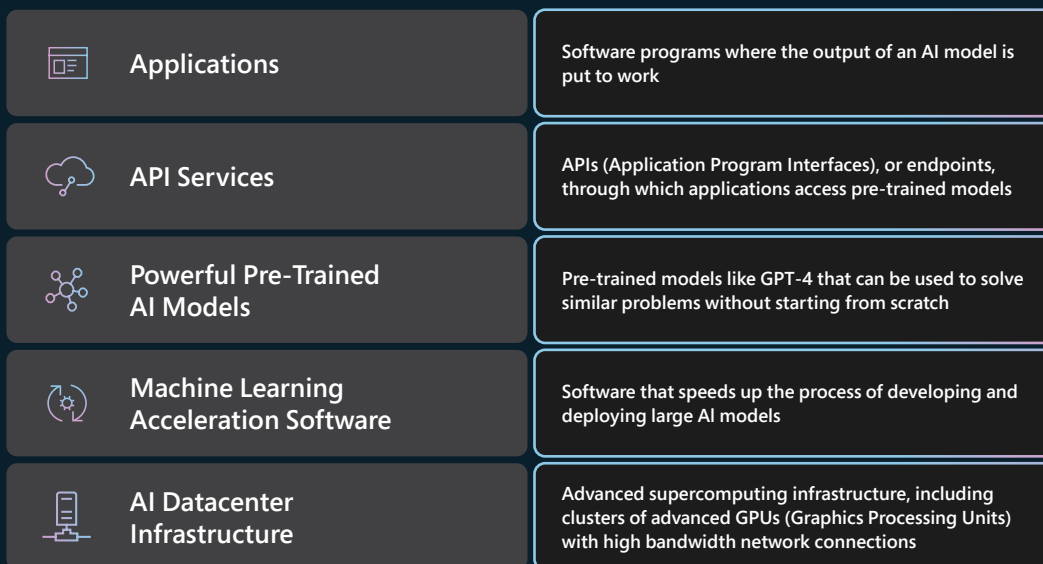 Applications
Software programs where the output of an AI model is
put to work
API Services
APIs (Application Program Interfaces), or endpoints,
through which applications access pre-trained models
Powerful Pre-Trained
AI Models
Pre-trained models like GPT-4 that can be used to solve
similar problems without starting from scratch
Machine Learning
Acceleration Software
Software that speeds up the process of developing and
deploying large AI models
AI Datacenter
Infrastructure
Advanced supercomputing infrastructure, including
clusters of advanced GPUs (Graphics Processing Units)
with high bandwidth network connections